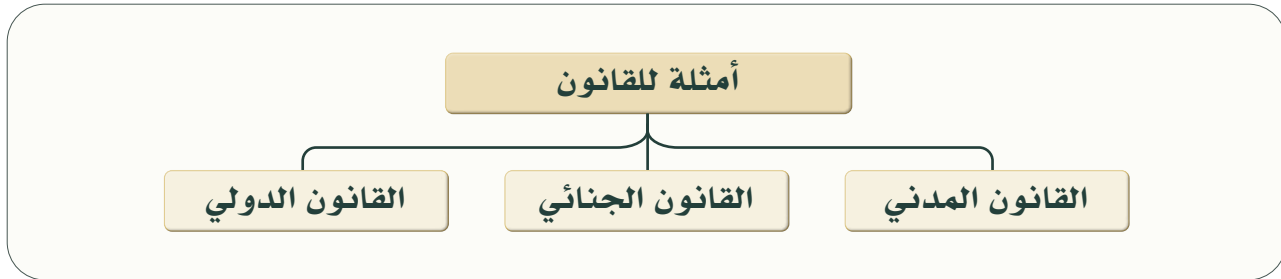 أمثلة للقانون
القانون المدني
القانون الجنائي
القانون الدولي